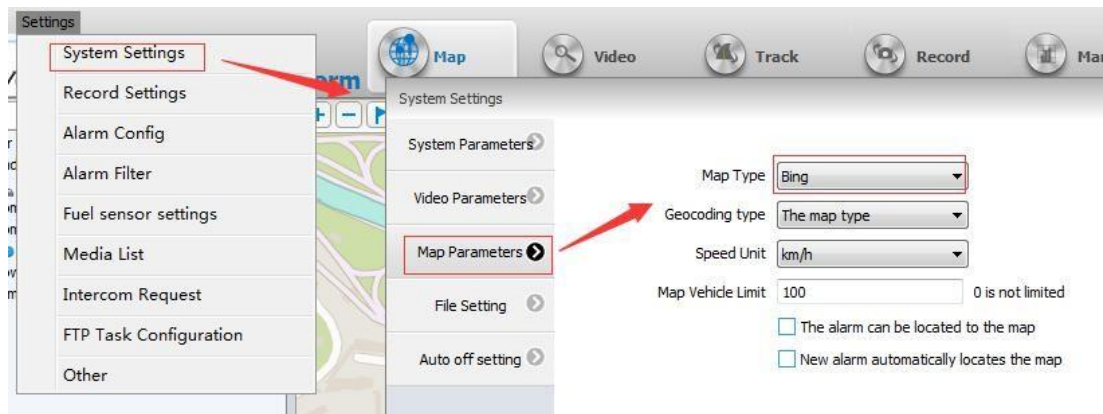 Settings
System Settings
Record Settings
Alarm Config
Alarm Filter
Fuel sensor settings
Media List
Intercom Request
FTP Task Configuration
Other
Map
Video
Track
Record
System Settings
System Parameters
Video Parameters
Map Parameters
File Setting
Auto off setting
Map Type Bing
Geocoding type The map type
Speed Unit km/h
Map Vehicle Limit 100 0 is not limited
The alarm can be located to the map
New alarm automatically locates the map